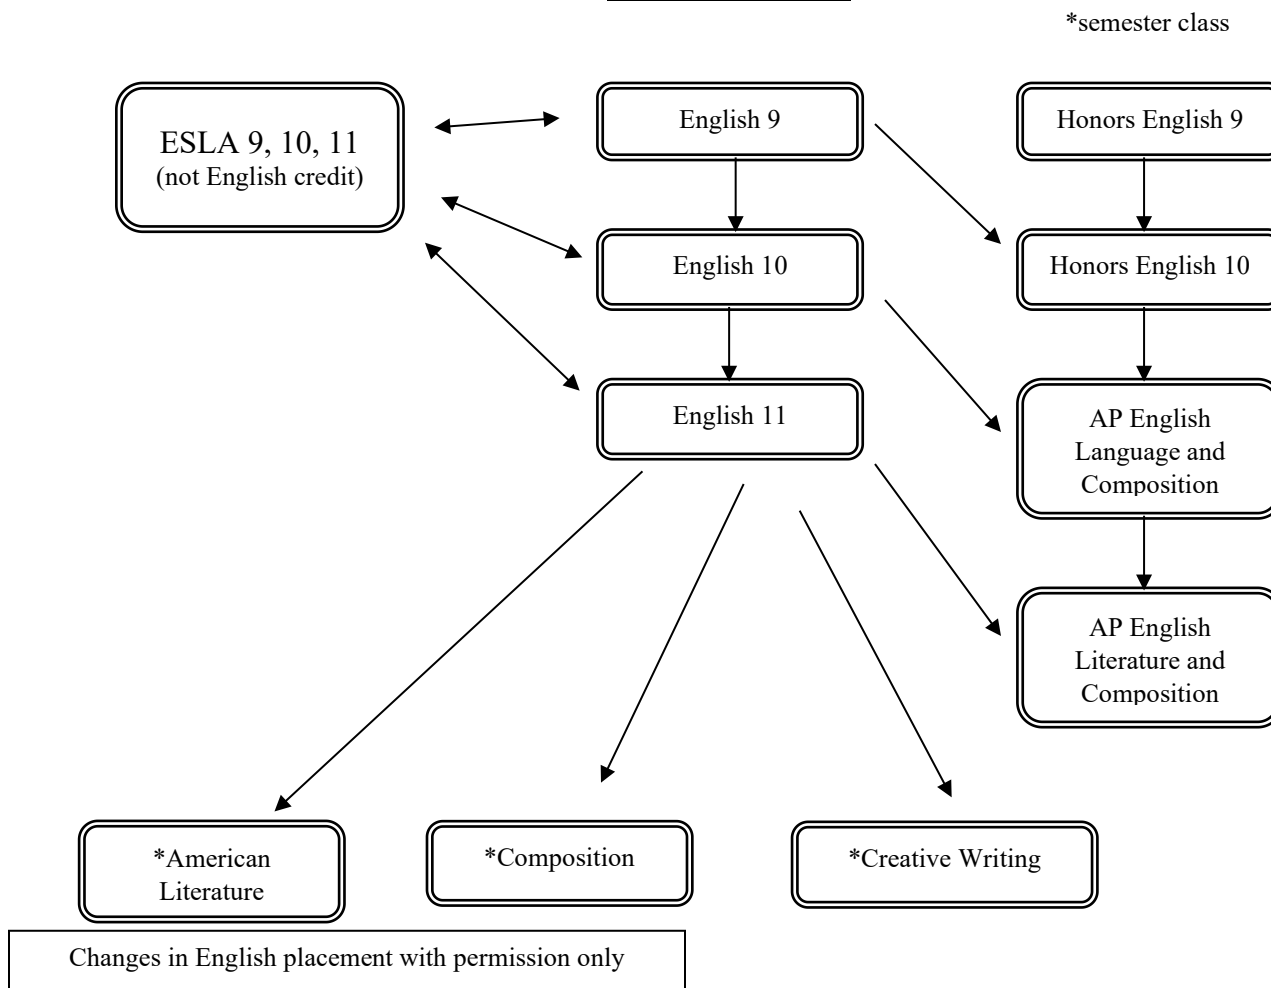 *semester class
ESLA 9, 10, 11
(not English credit)
English 9
Honors English 9
English 10
Honors English 10
English 11
AP English
Language and
Composition
AP English
Literature and
Composition
*American
Literature
*Composition
*Creative Writing
Changes in English placement with permission only